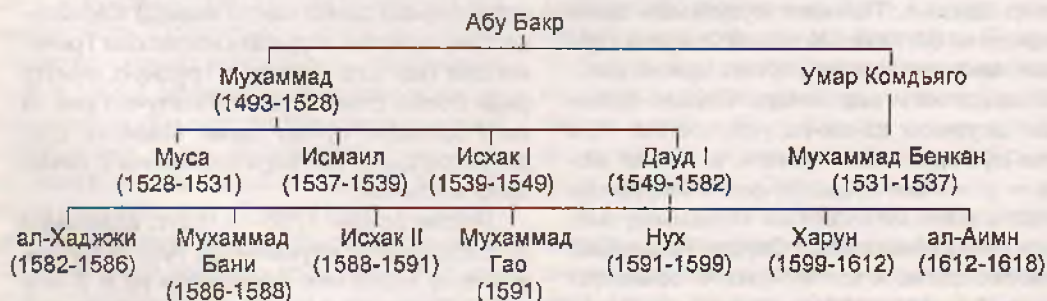 Абу Бакр
Мухаммад Умар Комдьяго
(1493-1528)
Муса Исмаил Исхак I Дауд I Мухаммад Бенкан
(1528-1531) (1537-1539) (1539-1549) (1549-1582) (1531-1537)
ал-Хаджжи Мухаммад Исхак II Мухаммад Нух Харун ал-Аимн
(1582-1586) Бани (1588-1591) Гао (1591-1599) (1599-1612) (1612-1618)
(1586-1588) (1591)